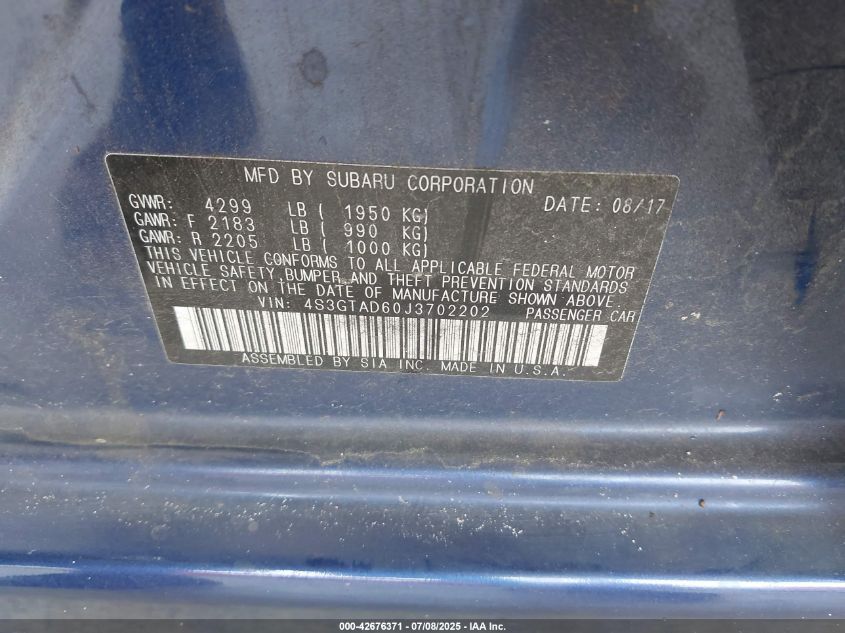 MFD BY SUBARU CORPORATION
DATE: 08/17
GVWR: 4299 LB ( 1950 KG)
GAWR: F 2183 LB ( 990 KG)
GAWR: R 2205 LB ( 1000 KG)
THIS VEHICLE CONFORMS TO ALL APPLICABLE FEDERAL MOTOR
VEHICLE SAFETY, BUMPER, AND THEFT PREVENTION STANDARDS
IN EFFECT ON THE DATE OF MANUFACTURE SHOWN ABOVE.
VIN: 4S3GTAD60J3702202 PASSENGER CAR
ASSEMBLED BY SIA INC. MADE IN U.S.A.
000-42676371 - 07/08/2025 - IAA Inc.